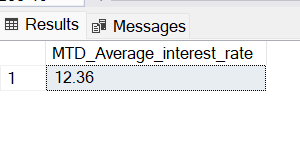 Results Messages
MTD_Average_interest_rate
1 12.36